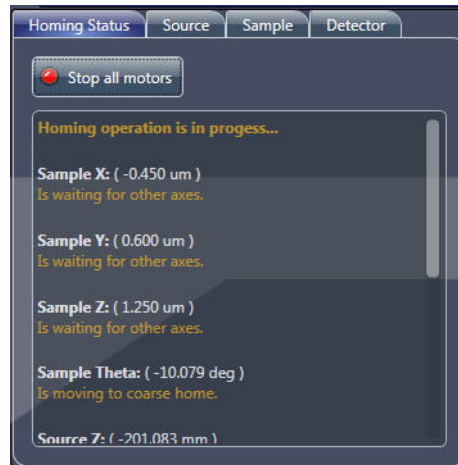 Homing Status
Source
Sample
Detector
Stop all motors
Homing operation is in progess...
Sample X: ( -0.450 um )
Is waiting for other axes.
Sample Y: ( 0.600 um )
Is waiting for other axes.
Sample Z: ( 1.250 um )
Is waiting for other axes.
Sample Theta: ( -10.079 deg )
Is moving to coarse home.
Source Z: ( -201.083 mm )